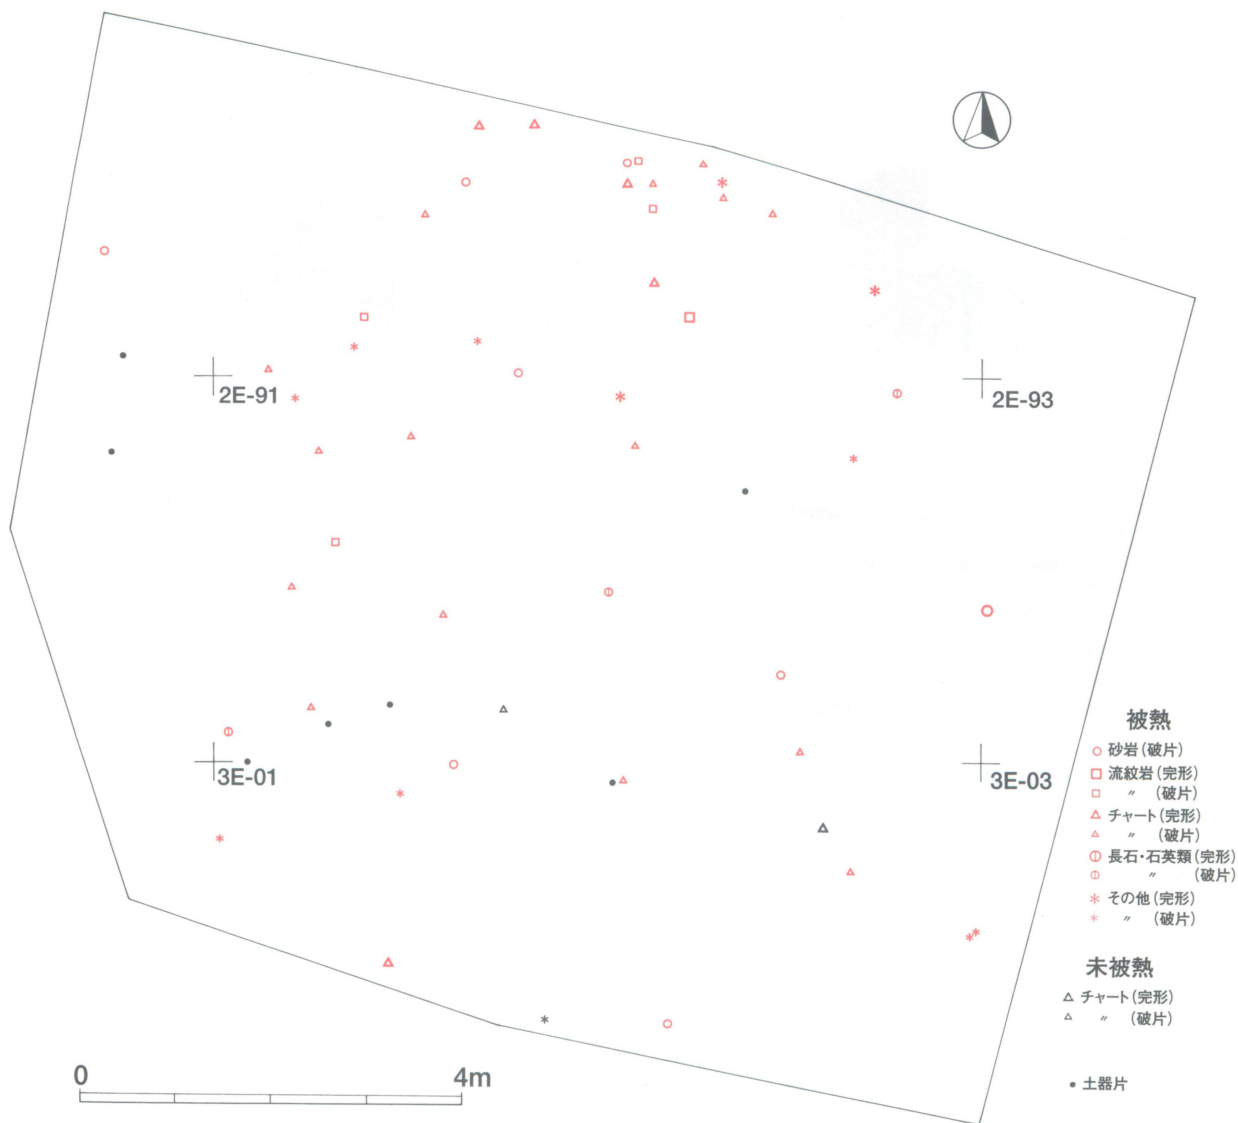 2E-91
2E-93
3E-01
3E-03
被熱
砂岩(破片)
流紋岩(完形)
〃 (破片)
チャート(完形)
〃 (破片)
長石・石英類(完形)
〃 (破片)
その他(完形)
〃 (破片)
未被熱
チャート(完形)
〃 (破片)
土器片
0 4m